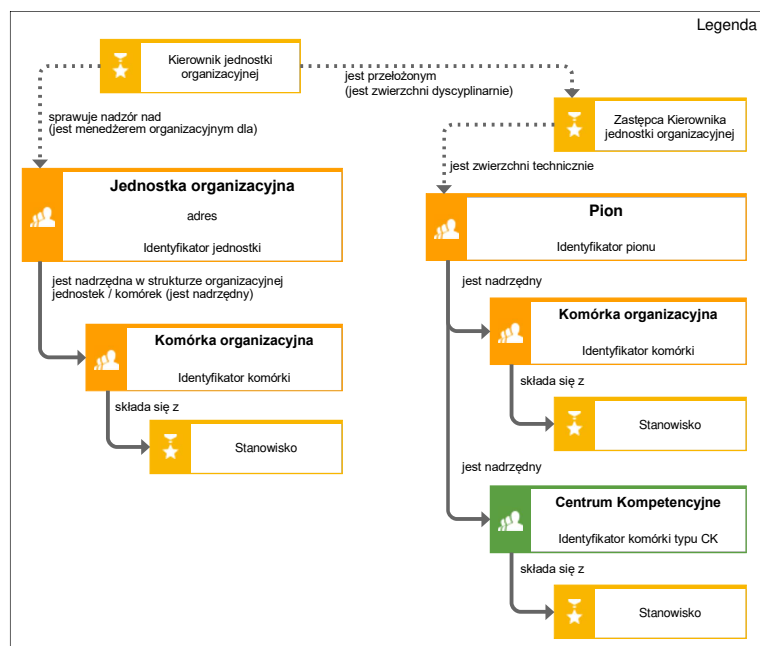 Legenda
Kierownik jednostki
organizacyjnej
jest przełożonym
(jest zwierzchni dyscyplinarnie)
Zastępca Kierownika
jednostki organizacyjnej
sprawuje nadzór nad
(jest menedżerem organizacyjnym dla)
jest zwierzchni technicznie
Jednostka organizacyjna
adres
Identyfikator jednostki
Pion
Identyfikator pionu
jest nadrzędna w strukturze organizacyjnej
jednostek / komórek (jest nadrzędny)
jest nadrzędny
Komórka organizacyjna
Identyfikator komórki
Komórka organizacyjna
Identyfikator komórki
składa się z
Stanowisko
składa się z
Stanowisko
jest nadrzędny
Centrum Kompetencyjne
Identyfikator komórki typu CK
składa się z
Stanowisko